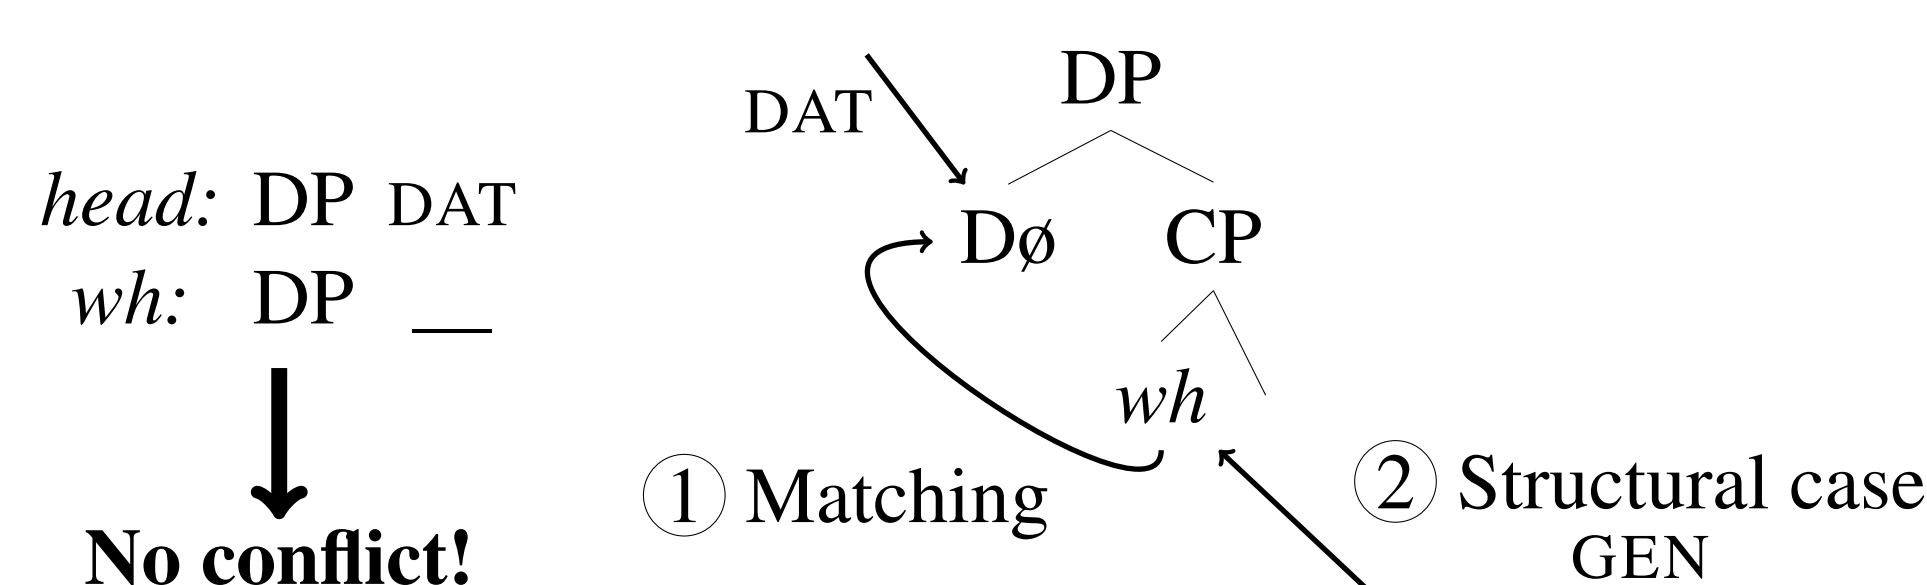 head: DP DAT
wh: DP __
No conflict!
DAT
DP
Dø CP
wh
1 Matching
2 Structural case
GEN